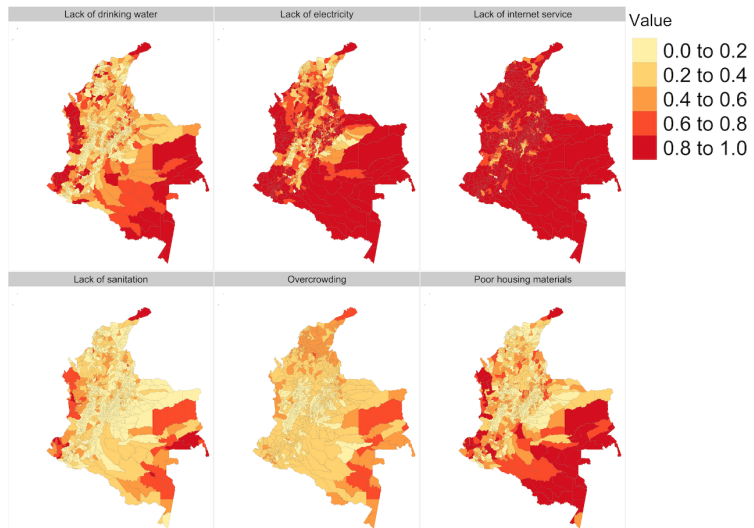 Lack of drinking water
Lack of electricity
Lack of internet service
Value
0.0 to 0.2
0.2 to 0.4
0.4 to 0.6
0.6 to 0.8
0.8 to 1.0
Lack of sanitation
Overcrowding
Poor housing materials